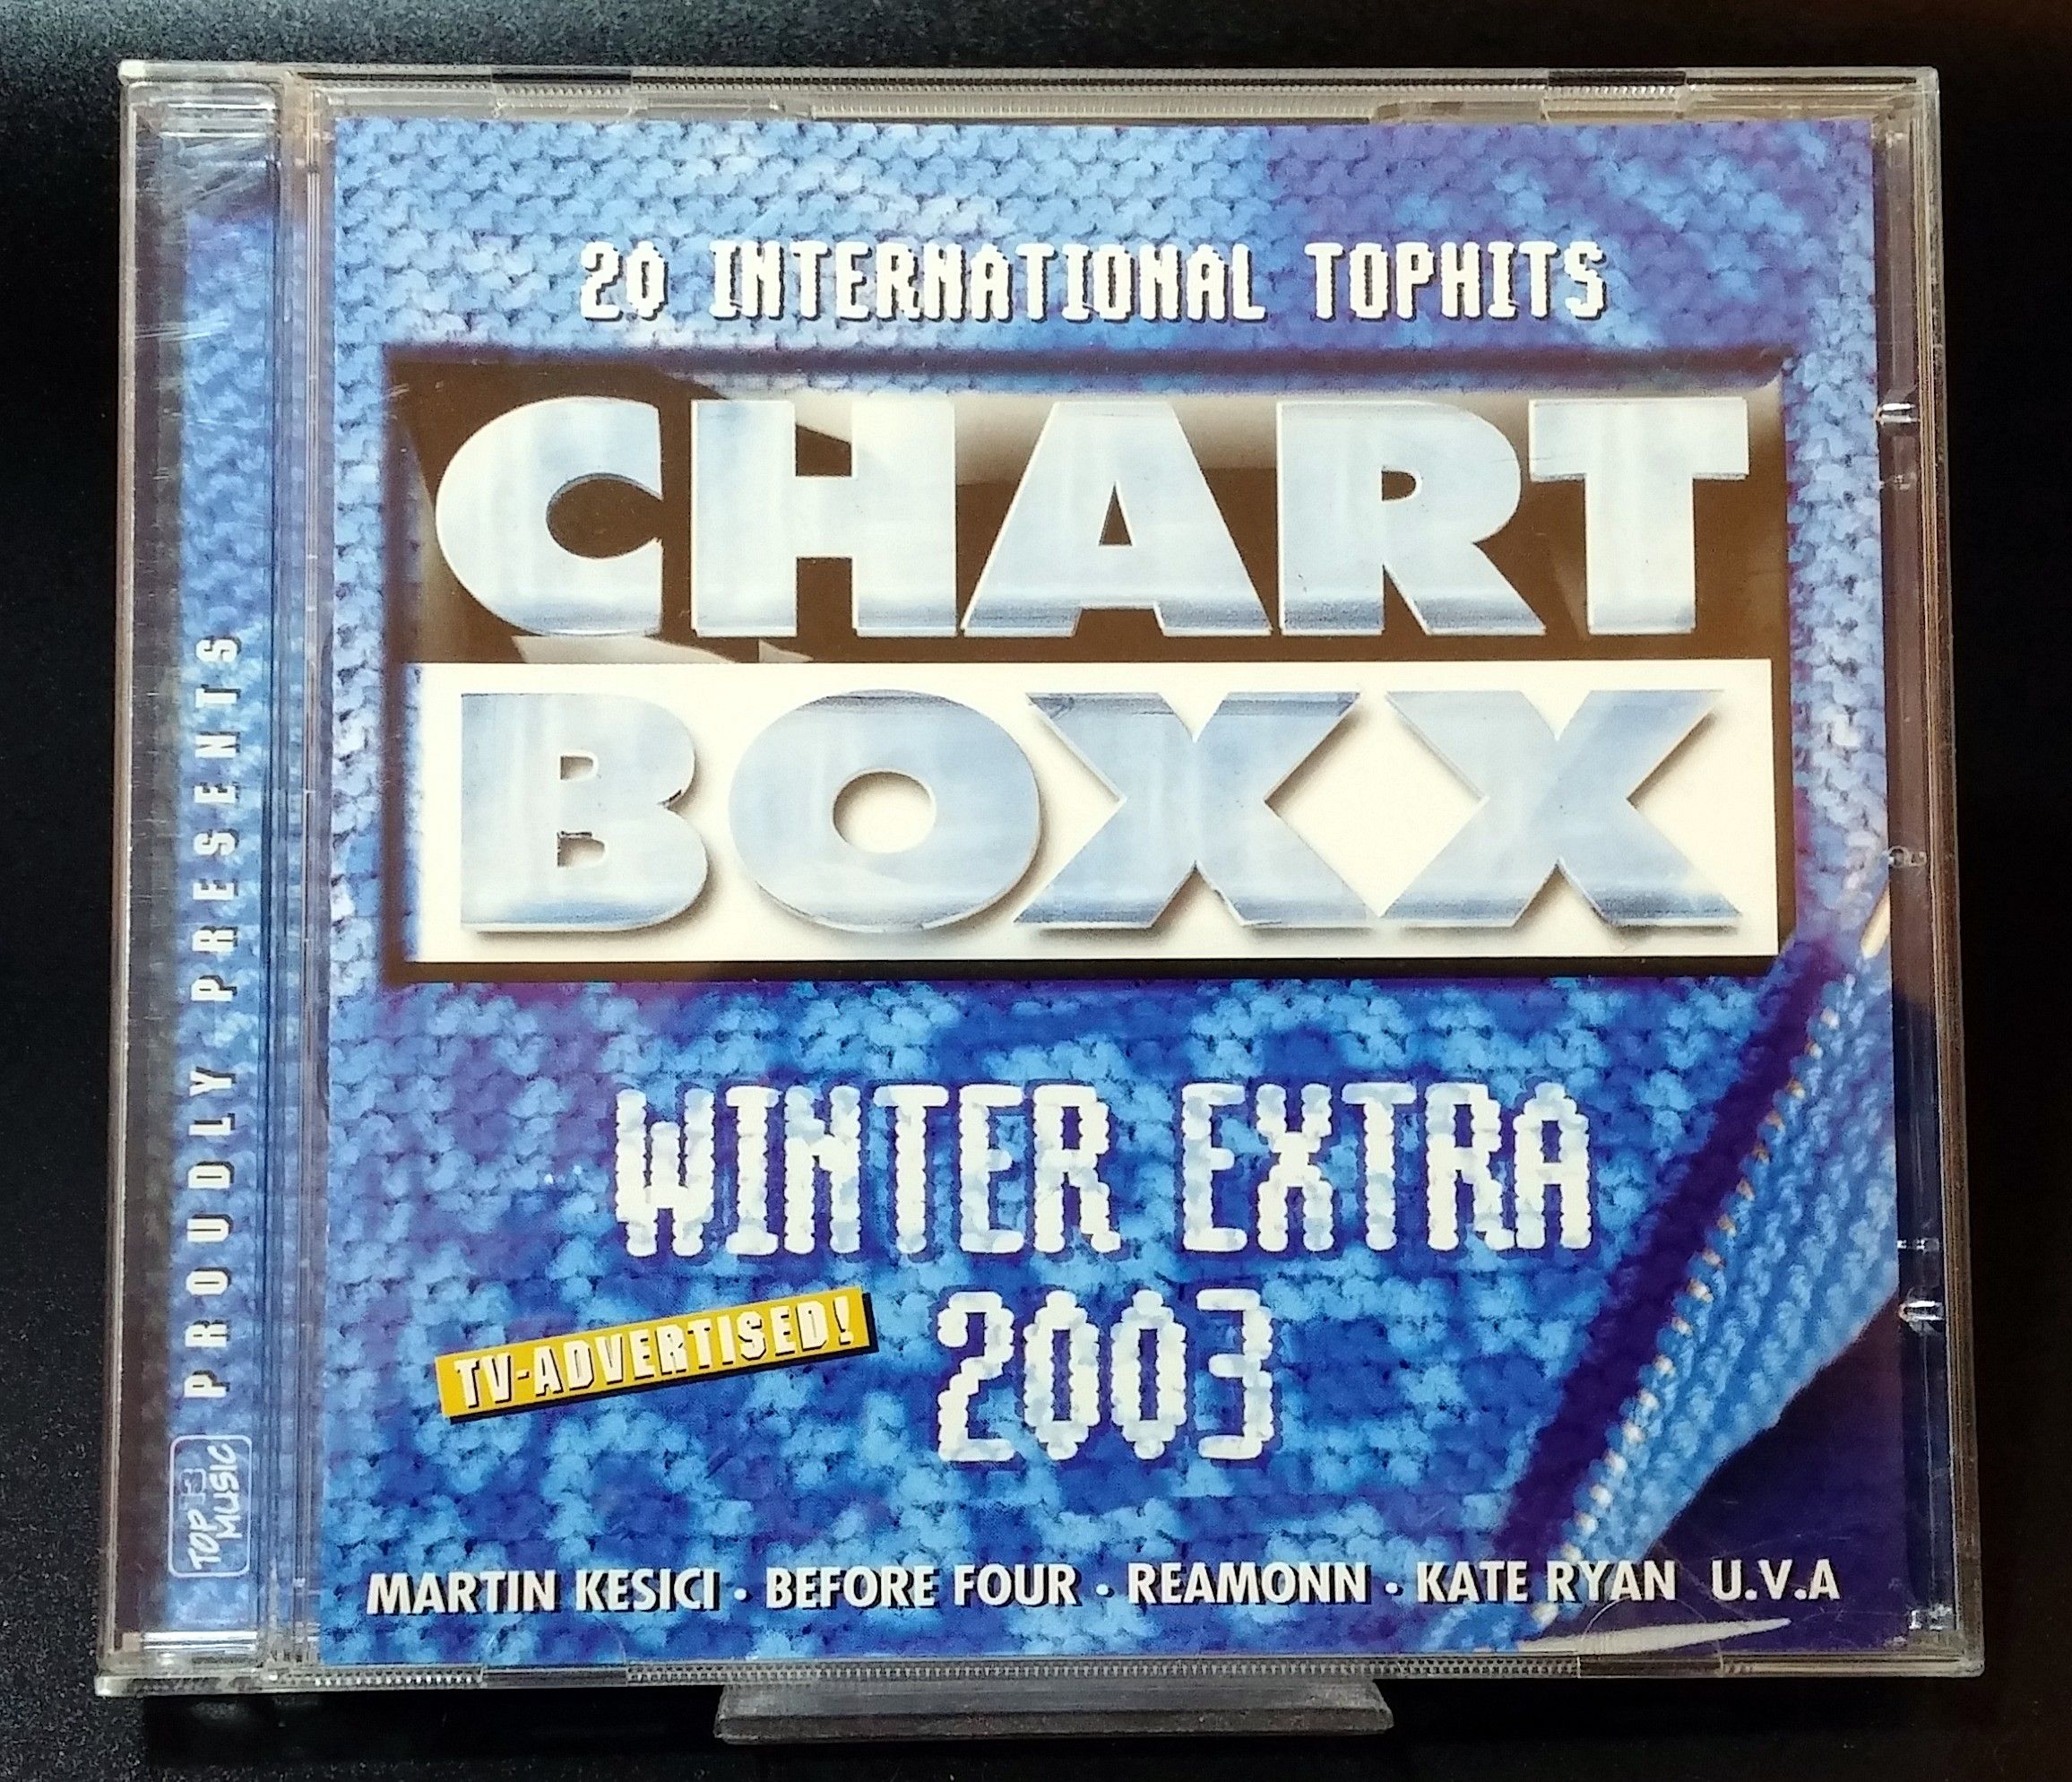 20 INTERNATIONAL TOPHITS
CHART
BOXX
WINTER EXTRA
2003
TV-ADVERTISED!
MARTIN KESICI · BEFORE FOUR · REAMONN · KATE RYAN U.V.A
PROUDLY PRESENTS
TOP 13
MUSIC